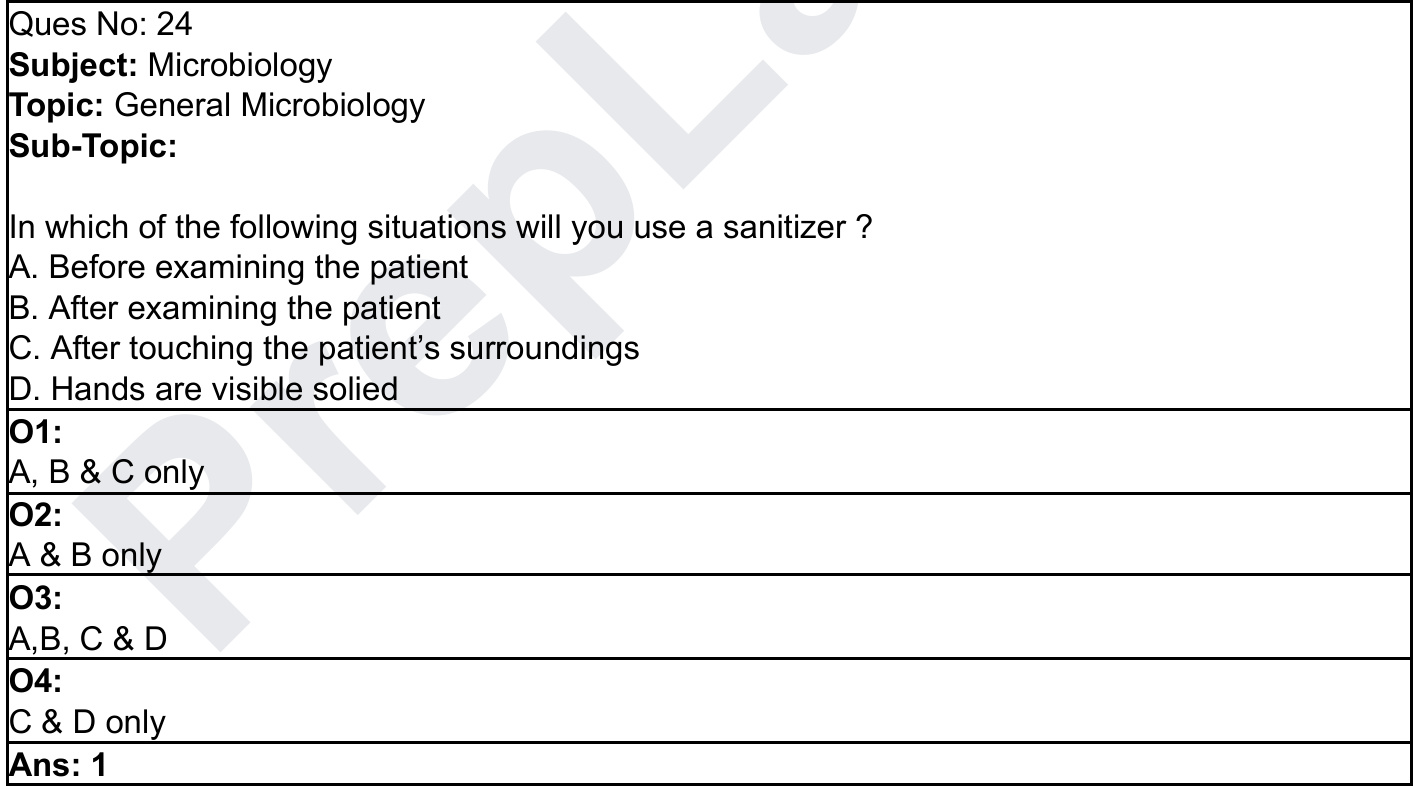 Ques No: 24
Subject: Microbiology
Topic: General Microbiology
Sub-Topic:
In which of the following situations will you use a sanitizer ?
A. Before examining the patient
B. After examining the patient
C. After touching the patient’s surroundings
D. Hands are visible solied
O1:
A, B & C only
O2:
A & B only
O3:
A,B, C & D
O4:
C & D only
Ans: 1